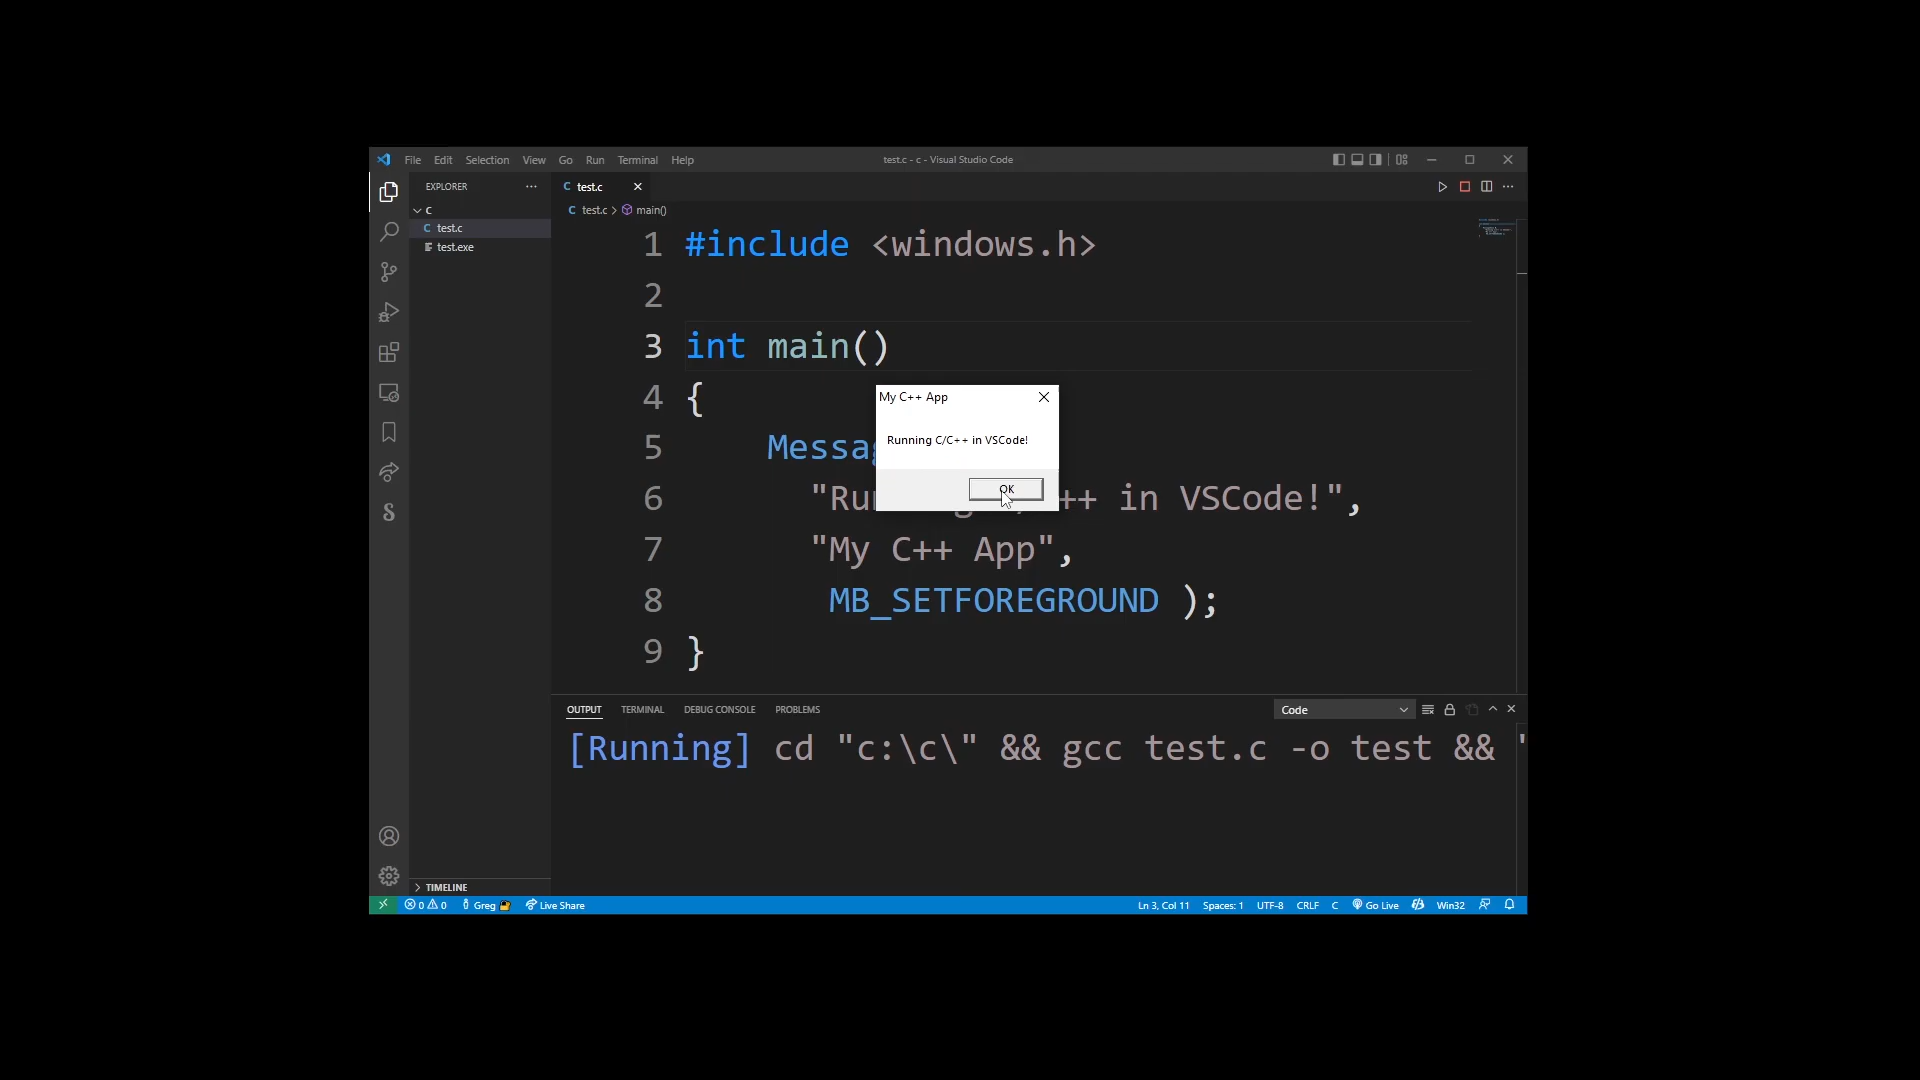 File Edit Selection View Go Run Terminal Help
test.c - c - Visual Studio Code
EXPLORER
C
C test.c
test.exe
C test.c
C test.c > main()
1 #include <windows.h>
2
3 int main()
4 {
5 Messag
6 "Ru ++ in VSCode!",
7 "My C++ App",
8 MB_SETFOREGROUND );
9 }
My C++ App
Running C/C++ in VSCode!
OK
OUTPUT TERMINAL DEBUG CONSOLE PROBLEMS
Code
[Running] cd "c:\c\" && gcc test.c -o test && "
TIMELINE
0 0 Greg Live Share
Ln 3, Col 11 Spaces: 1 UTF-8 CRLF C Go Live Win32